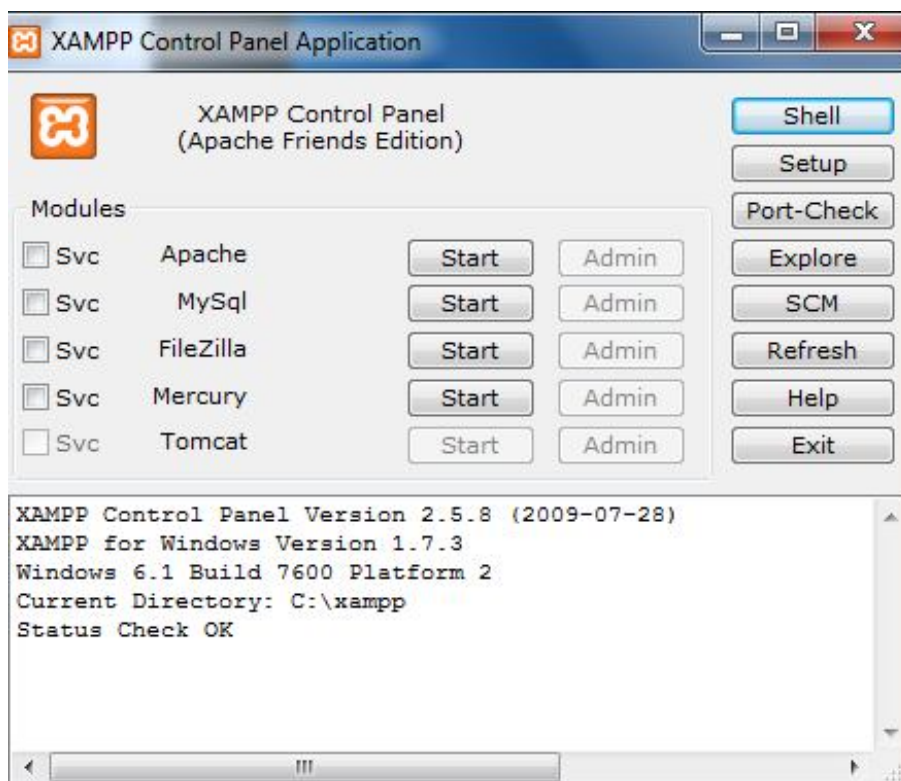 XAMPP Control Panel Application
XAMPP Control Panel
(Apache Friends Edition)
Shell
Setup
Port-Check
Explore
SCM
Refresh
Help
Exit
Modules
Svc Apache Start Admin
Svc MySql Start Admin
Svc FileZilla Start Admin
Svc Mercury Start Admin
Svc Tomcat Start Admin
XAMPP Control Panel Version 2.5.8 (2009-07-28)
XAMPP for Windows Version 1.7.3
Windows 6.1 Build 7600 Platform 2
Current Directory: C:\xampp
Status Check OK